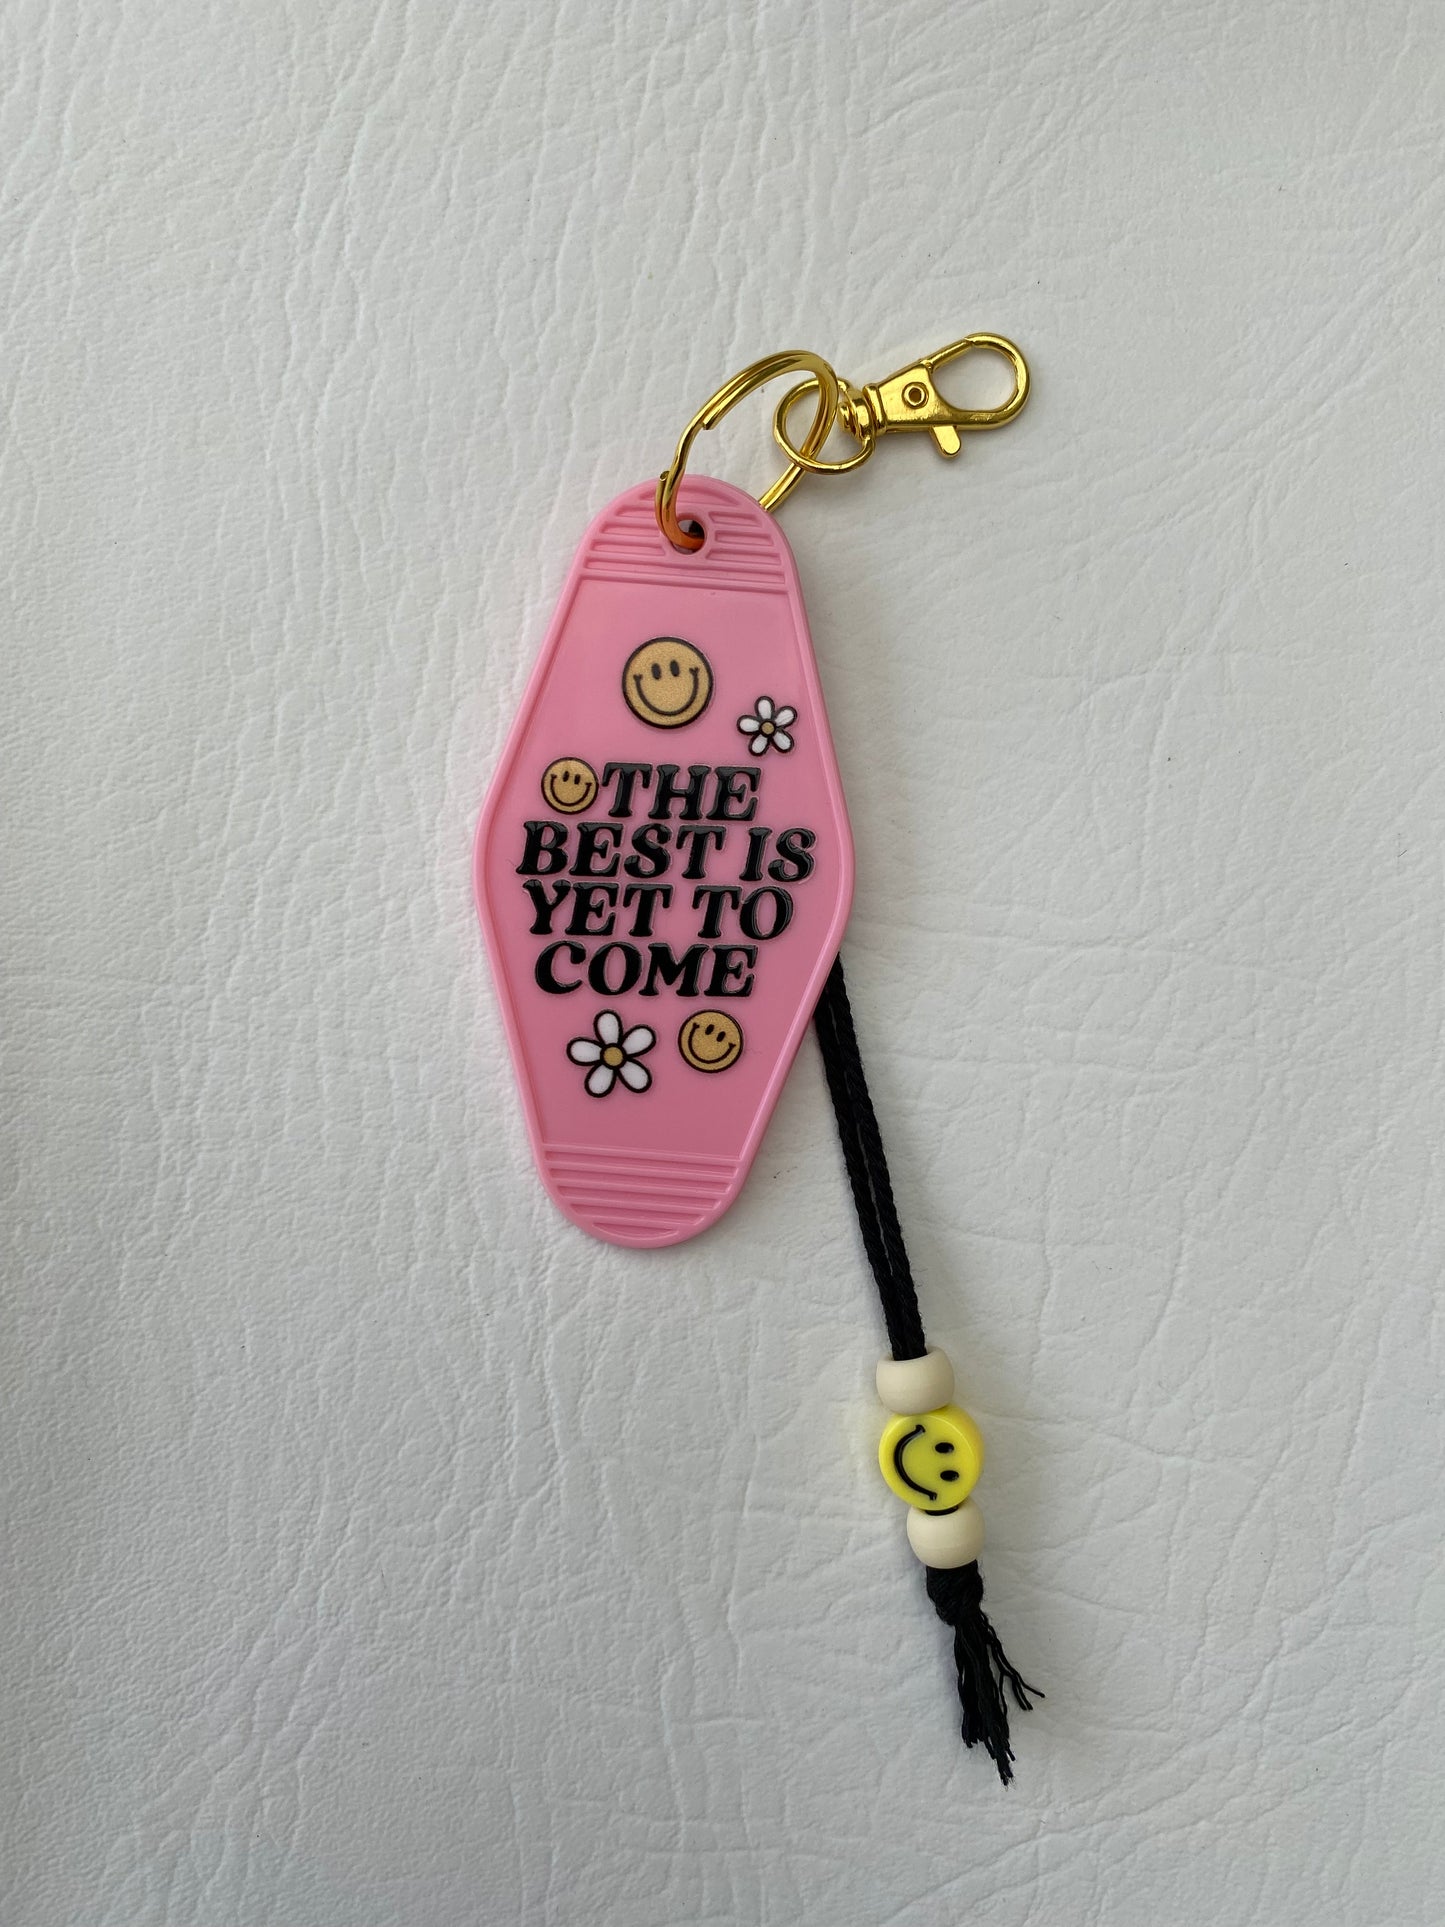 THE
BEST IS
YET TO
COME